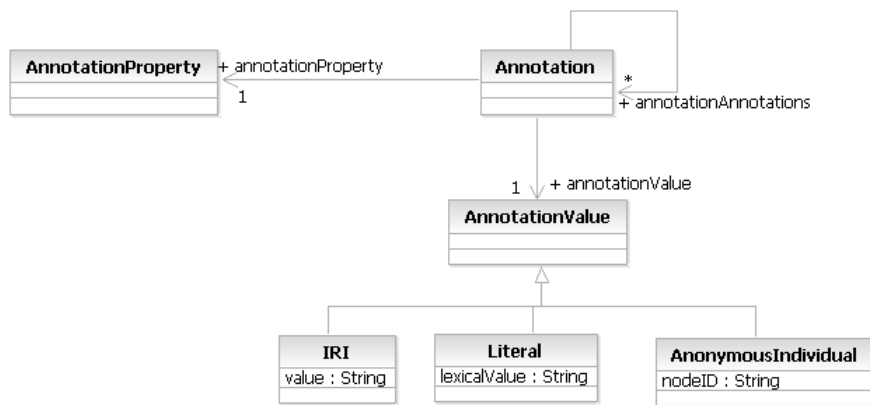 AnnotationProperty
+ annotationProperty
1
Annotation
*
+ annotationAnnotations
1
+ annotationValue
AnnotationValue
IRI
value : String
Literal
lexicalValue : String
AnonymousIndividual
nodeID : String